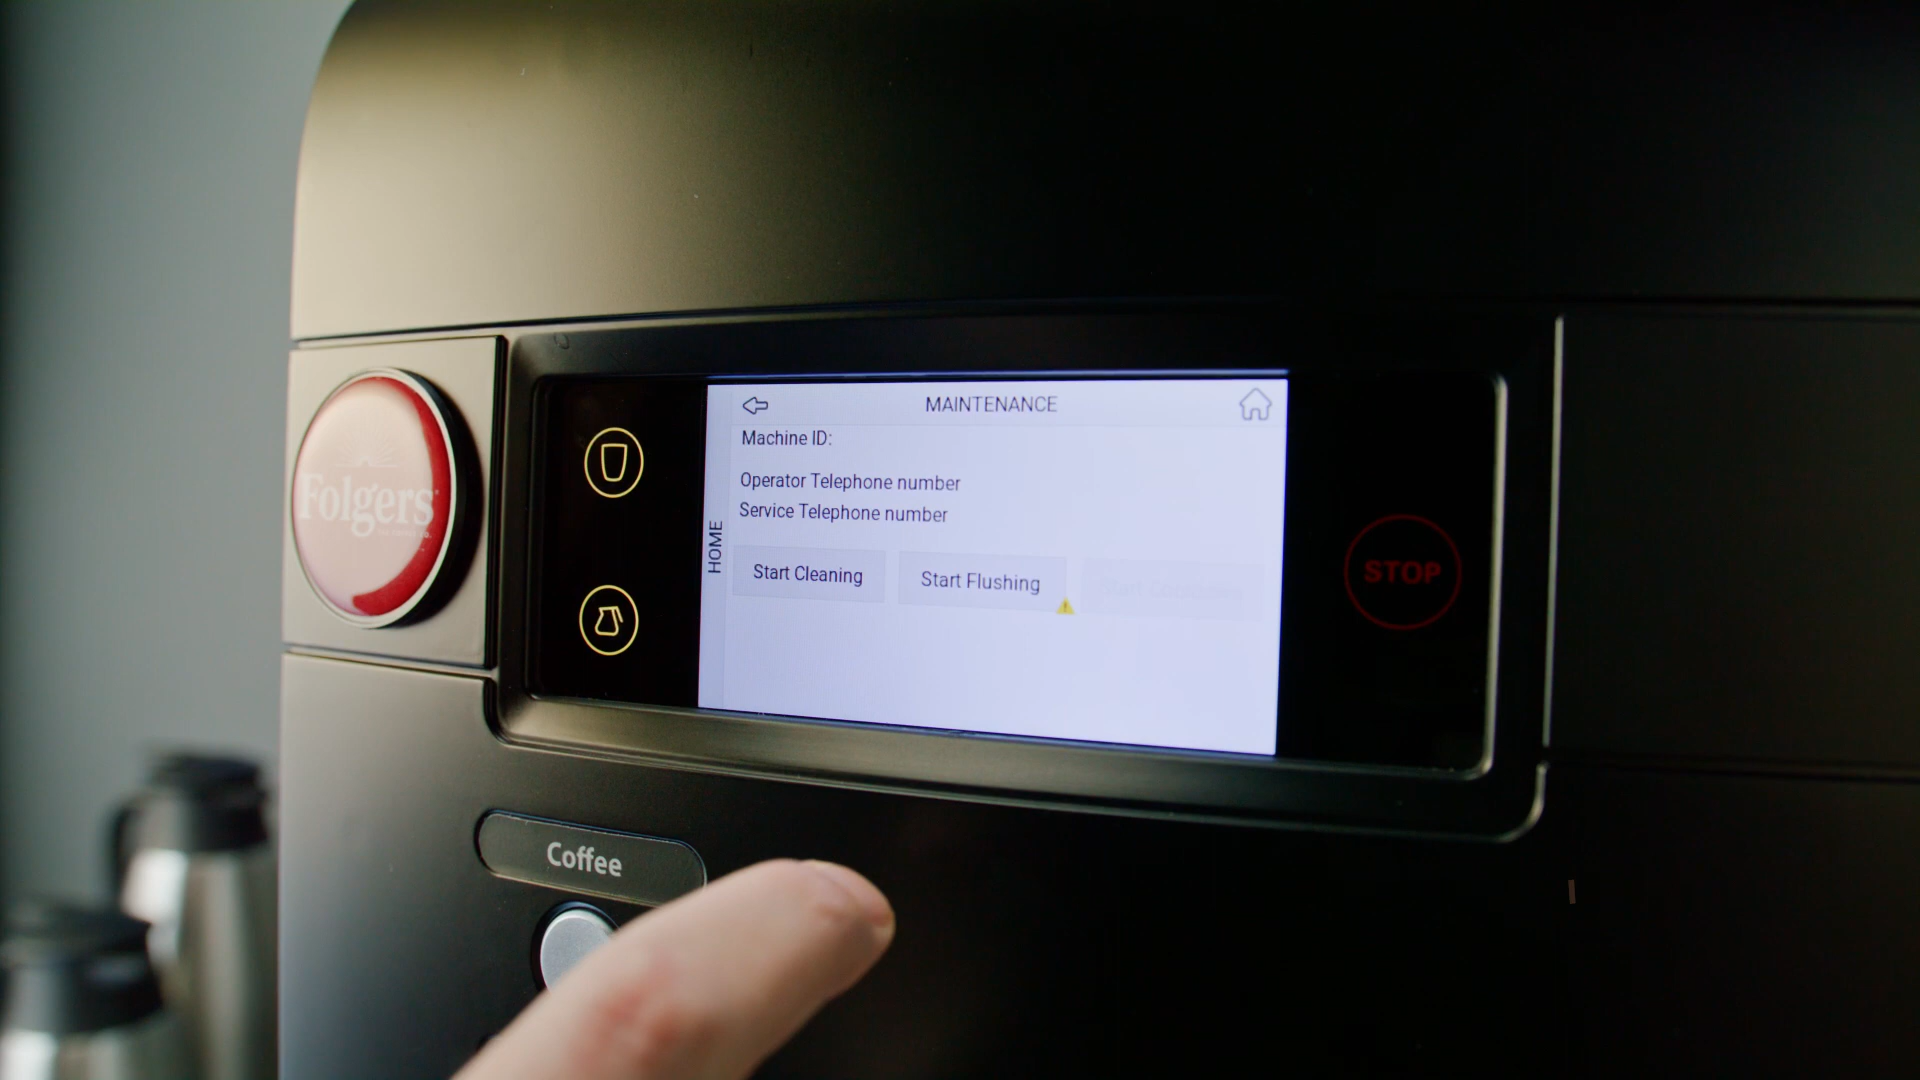 MAINTENANCE
Machine ID:
Operator Telephone number
Service Telephone number
HOME
Start Cleaning
Start Flushing
STOP
Folgers
Coffee